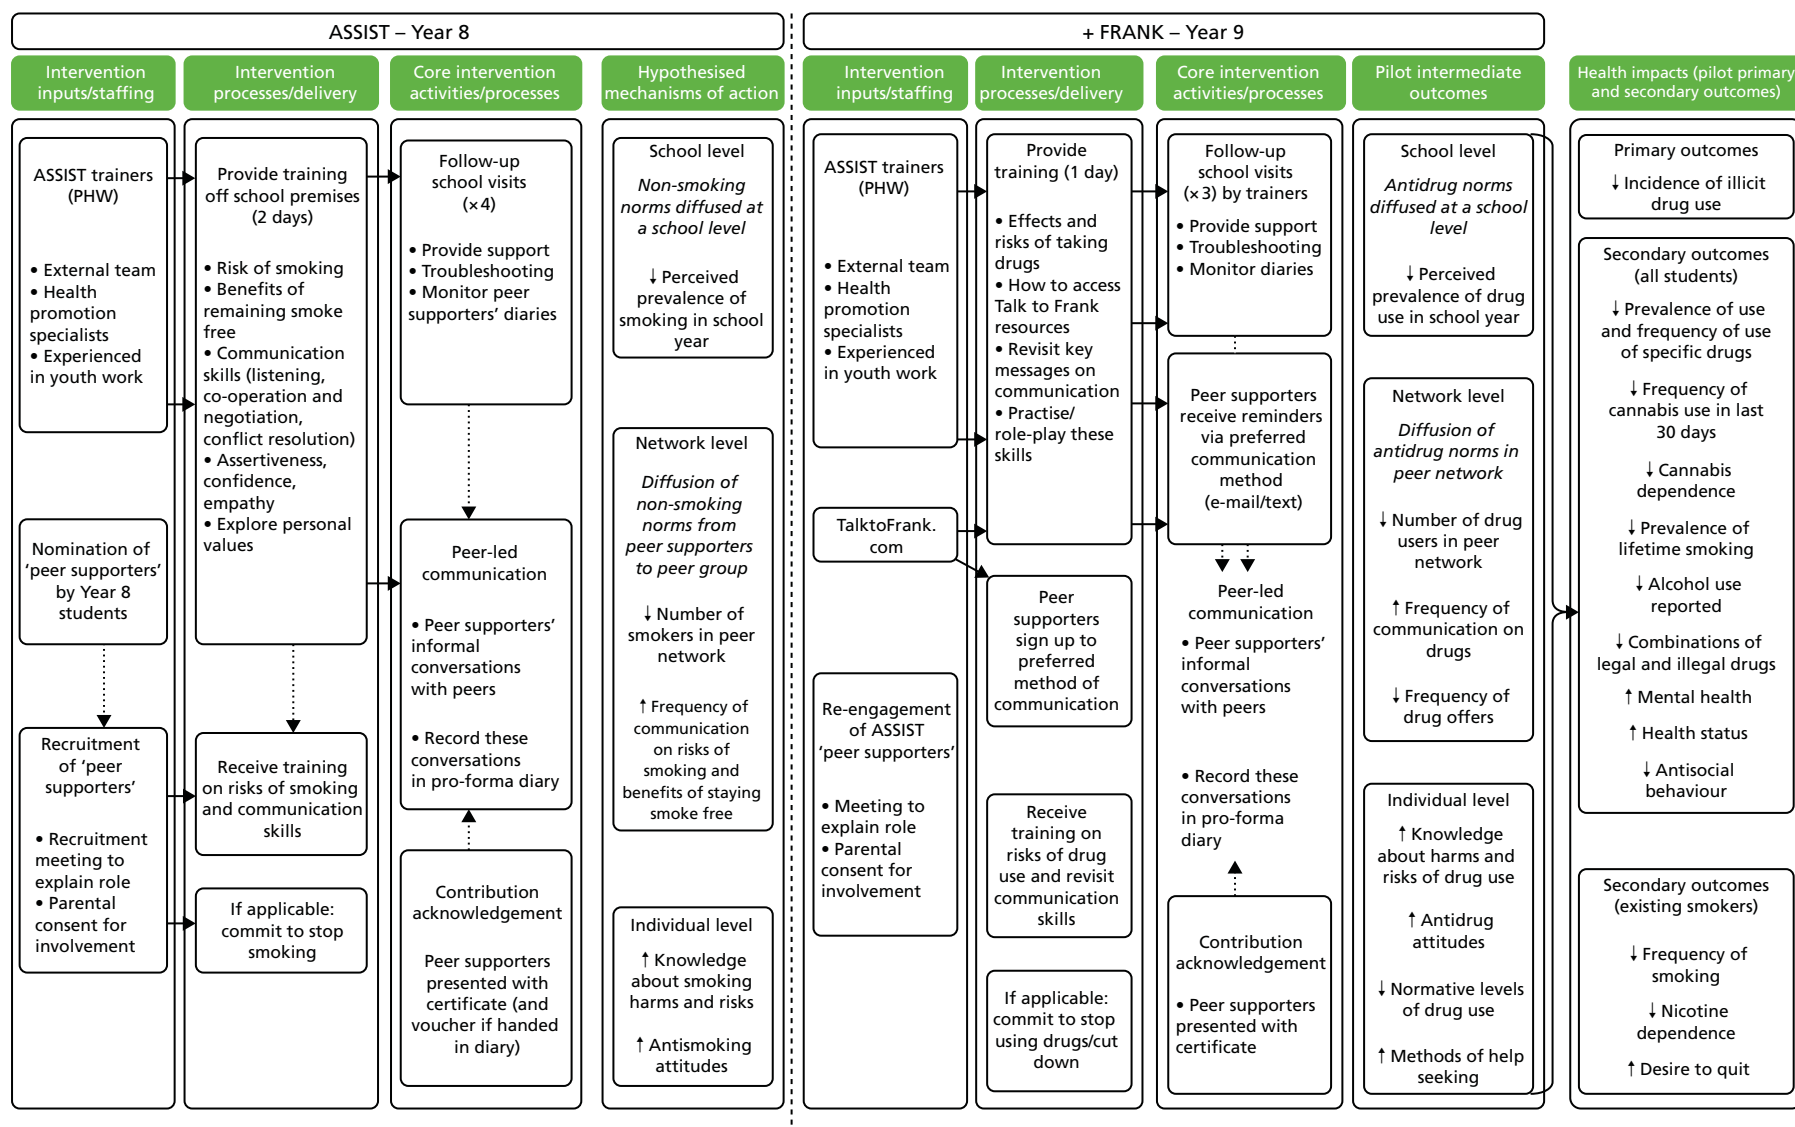 ASSIST – Year 8
Intervention
inputs/staffing
Intervention
processes/delivery
Core intervention
activities/processes
Hypothesised
mechanisms of action
ASSIST trainers
(PHW)
• External team
• Health
promotion
specialists
• Experienced
in youth work
Nomination of
‘peer supporters’
by Year 8
students
Recruitment
of ‘peer
supporters’
• Recruitment
meeting to
explain role
• Parental
consent for
involvement
Provide training
off school premises
(2 days)
• Risk of smoking
• Benefits of
remaining smoke
free
• Communication
skills (listening,
co-operation and
negotiation,
conflict resolution)
• Assertiveness,
confidence,
empathy
• Explore personal
values
Receive training
on risks of smoking
and communication
skills
If applicable:
commit to stop
smoking
Follow-up
school visits
(×4)
• Provide support
• Troubleshooting
• Monitor peer
supporters’ diaries
Peer-led
communication
• Peer supporters’
informal
conversations
with peers
• Record these
conversations
in pro-forma diary
Contribution
acknowledgement
Peer supporters
presented with
certificate (and
voucher if handed
in diary)
School level
Non-smoking
norms diffused at
a school level
↓ Perceived
prevalence of
smoking in school
year
Network level
Diffusion of
non-smoking
norms from
peer supporters
to peer group
↓ Number of
smokers in peer
network
↑ Frequency of
communication
on risks of
smoking and
benefits of staying
smoke free
Individual level
↑ Knowledge
about smoking
harms and risks
↑ Antismoking
attitudes
+ FRANK – Year 9
Intervention
inputs/staffing
Intervention
processes/delivery
Core intervention
activities/processes
Pilot intermediate
outcomes
Health impacts (pilot primary
and secondary outcomes)
ASSIST trainers
(PHW)
• External team
• Health
promotion
specialists
• Experienced
in youth work
TalktoFrank.
com
Re-engagement
of ASSIST
‘peer supporters’
• Meeting to
explain role
• Parental
consent for
involvement
Provide
training (1 day)
• Effects and
risks of taking
drugs
• How to access
Talk to Frank
resources
• Revisit key
messages on
communication
• Practise/
role-play these
skills
Peer
supporters
sign up to
preferred
method of
communication
Receive
training on
risks of drug
use and revisit
communication
skills
If applicable:
commit to stop
using drugs/cut
down
Follow-up
school visits
(×3) by trainers
• Provide support
• Troubleshooting
• Monitor diaries
Peer supporters
receive reminders
via preferred
communication
method
(e-mail/text)
Peer-led
communication
• Peer supporters’
informal
conversations
with peers
• Record these
conversations
in pro-forma
diary
Contribution
acknowledgement
• Peer supporters
presented with
certificate
School level
Antidrug norms
diffused at a school
level
↓ Perceived
prevalence of drug
use in school year
Network level
Diffusion of
antidrug norms in
peer network
↓ Number of drug
users in peer
network
↑ Frequency of
communication on
drugs
↓ Frequency of
drug offers
Individual level
↑ Knowledge
about harms and
risks of drug use
↑ Antidrug
attitudes
↓ Normative levels
of drug use
↑ Methods of help
seeking
Primary outcomes
↓ Incidence of illicit
drug use
Secondary outcomes
(all students)
↓ Prevalence of use
and frequency of use
of specific drugs
↓ Frequency of
cannabis use in last
30 days
↓ Cannabis
dependence
↓ Prevalence of
lifetime smoking
↓ Alcohol use
reported
↓ Combinations of
legal and illegal drugs
↑ Mental health
↑ Health status
↓ Antisocial
behaviour
Secondary outcomes
(existing smokers)
↓ Frequency of
smoking
↓ Nicotine
dependence
↑ Desire to quit